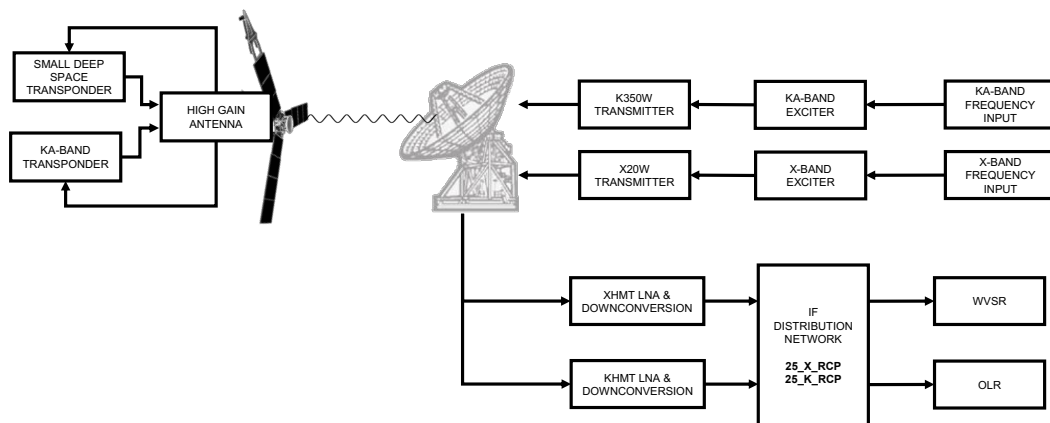 SMALL DEEP
SPACE
TRANSPONDER
HIGH GAIN
ANTENNA
KA-BAND
TRANSPONDER
K350W
TRANSMITTER
KA-BAND
EXCITER
KA-BAND
FREQUENCY
INPUT
X20W
TRANSMITTER
X-BAND
EXCITER
X-BAND
FREQUENCY
INPUT
XHMT LNA &
DOWNCONVERSION
KHMT LNA &
DOWNCONVERSION
IF
DISTRIBUTION
NETWORK
25_X_RCP
25_K_RCP
WVSR
OLR